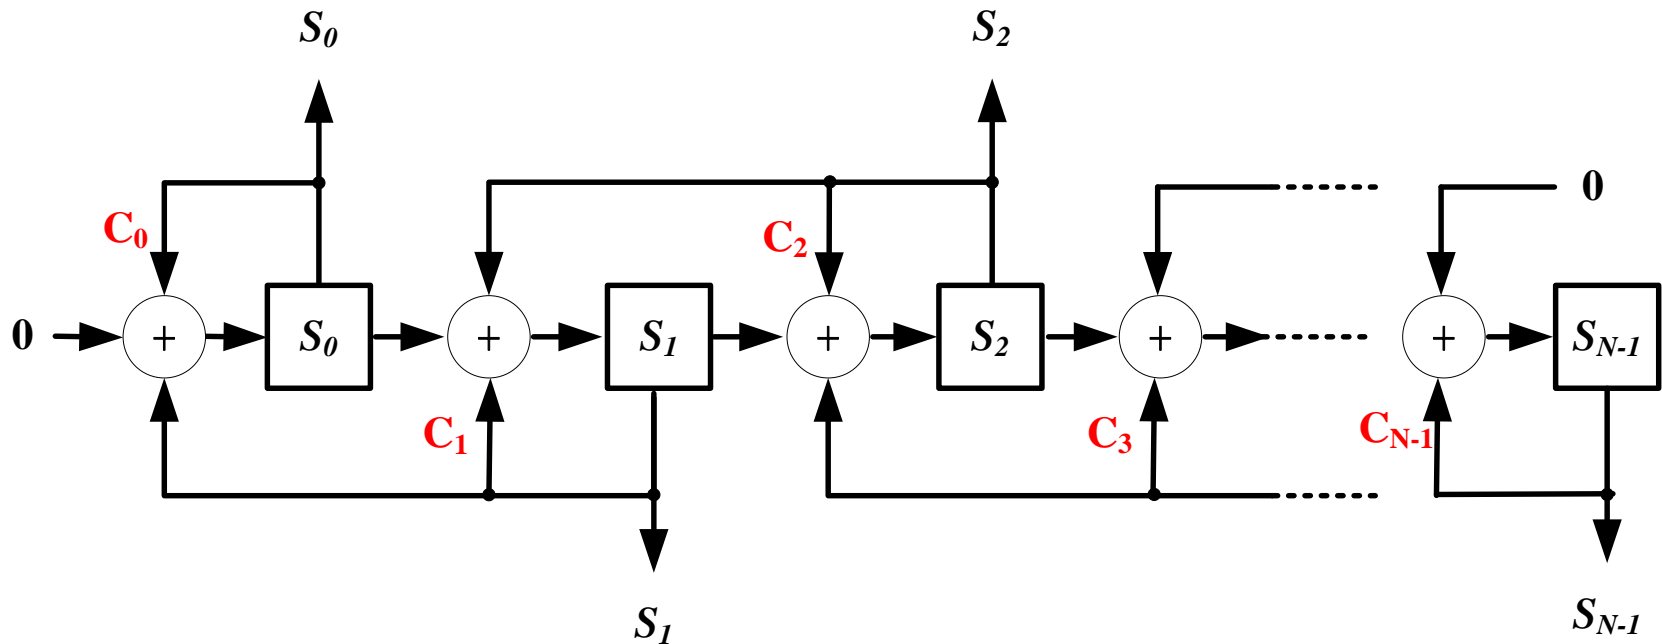 S0 S2
C0 C2 0
0 + S0 + S1 + S2 + + SN-1
C1 C3 CN-1
S1 SN-1